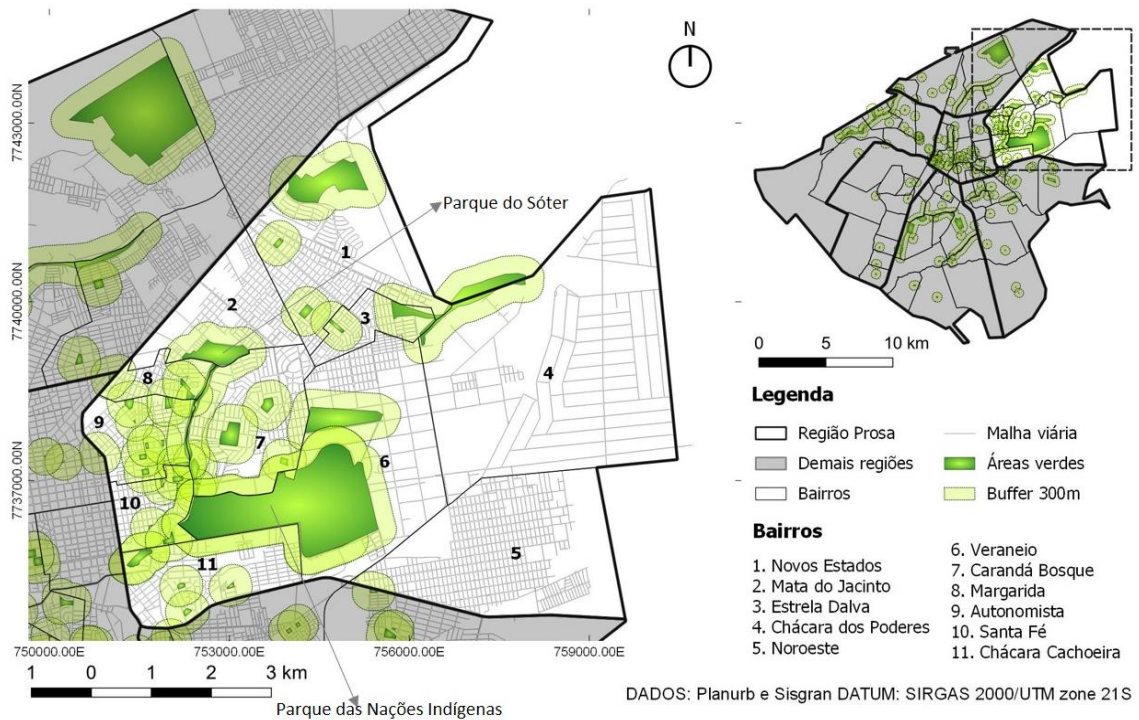 N
7743000.00N
7740000.00N
7737000.00N
Parque do Sóter
1
2
3
4
5
6
7
8
9
10
11
750000.00E
753000.00E
756000.00E
759000.00E
1 0 1 2 3 km
Parque das Nações Indígenas
0 5 10 km
Legenda
Região Prosa
Demais regiões
Bairros
Malha viária
Áreas verdes
Buffer 300m
Bairros
1. Novos Estados
2. Mata do Jacinto
3. Estrela Dalva
4. Chácara dos Poderes
5. Noroeste
6. Veraneio
7. Carandá Bosque
8. Margarida
9. Autonomista
10. Santa Fé
11. Chácara Cachoeira
DADOS: Planurb e Sisgran DATUM: SIRGAS 2000/UTM zone 21S